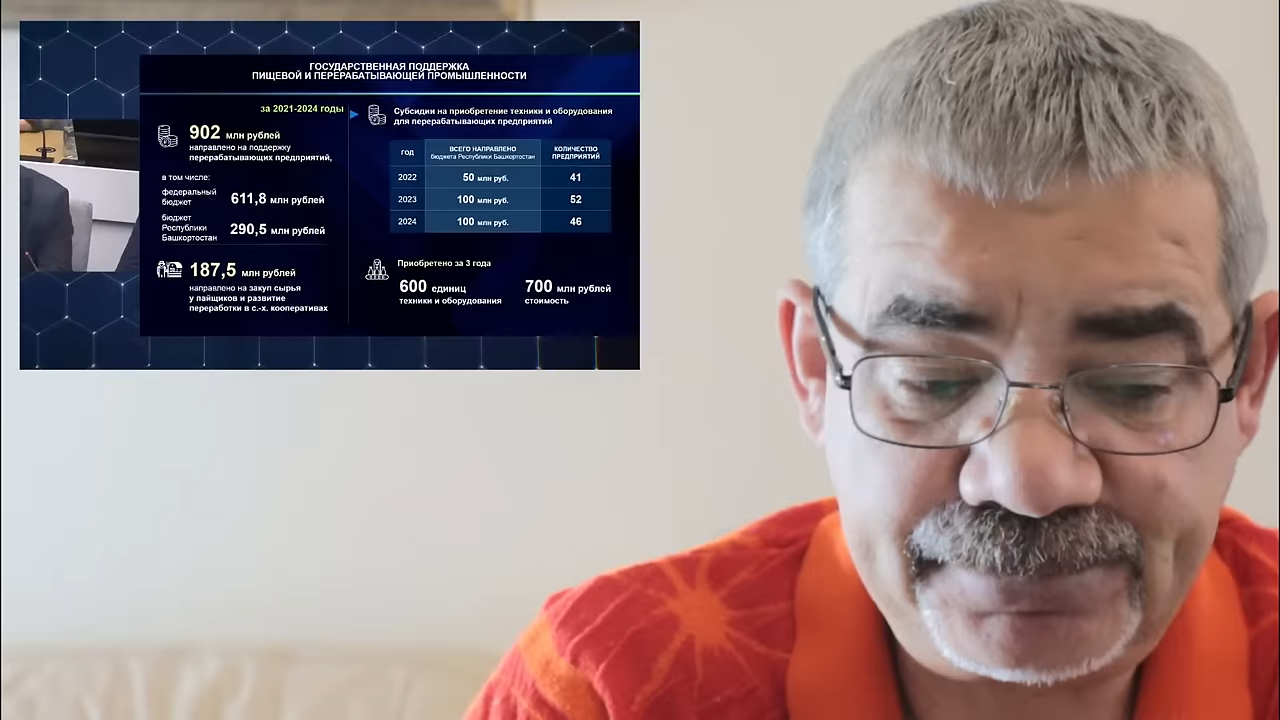 ГОСУДАРСТВЕННАЯ ПОДДЕРЖКА
ПИЩЕВОЙ И ПЕРЕРАБАТЫВАЮЩЕЙ ПРОМЫШЛЕННОСТИ
за 2021-2024 годы
902 млн рублей
направлено на поддержку
перерабатывающих предприятий,
в том числе:
федеральный
бюджет
611,8 млн рублей
бюджет
Республики
Башкортостан
290,5 млн рублей
187,5 млн рублей
направлено на закуп сырья
у пайщиков и развитие
переработки в с.-х. кооперативах
Субсидии на приобретение техники и оборудования
для перерабатывающих предприятий
ГОД
ВСЕГО НАПРАВЛЕНО
бюджета Республики Башкортостан
КОЛИЧЕСТВО
ПРЕДПРИЯТИЙ
2022 50 млн руб. 41
2023 100 млн руб. 52
2024 100 млн руб. 46
Приобретено за 3 года
600 единиц
техники и оборудования
700 млн рублей
стоимость